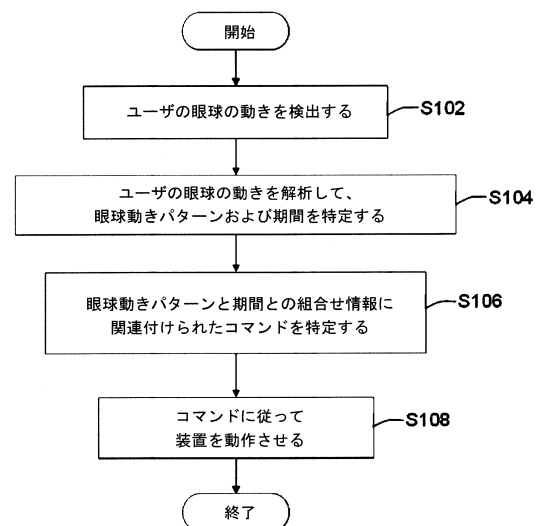 開始
ユーザの眼球の動きを検出する
S102
ユーザの眼球の動きを解析して、
眼球動きパターンおよび期間を特定する
S104
眼球動きパターンと期間との組合せ情報に
関連付けられたコマンドを特定する
S106
コマンドに従って
装置を動作させる
S108
終了